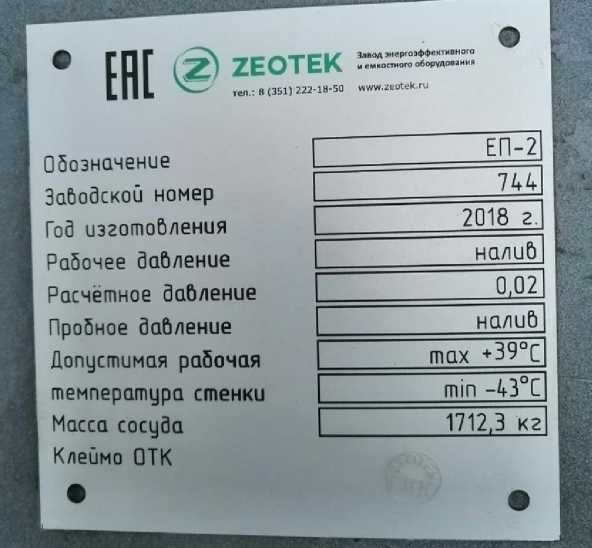 EAC ZEOTEK Завод энергоэффективного
и емкостного оборудования
тел.: 8 (351) 222-18-50 www.zeotek.ru
Обозначение ЕП-2
Заводской номер 744
Год изготовления 2018 г.
Рабочее давление налив
Расчётное давление 0,02
Пробное давление налив
Допустимая рабочая max +39°C
температура стенки min -43°C
Масса сосуда 1712,3 кг
Клеймо ОТК